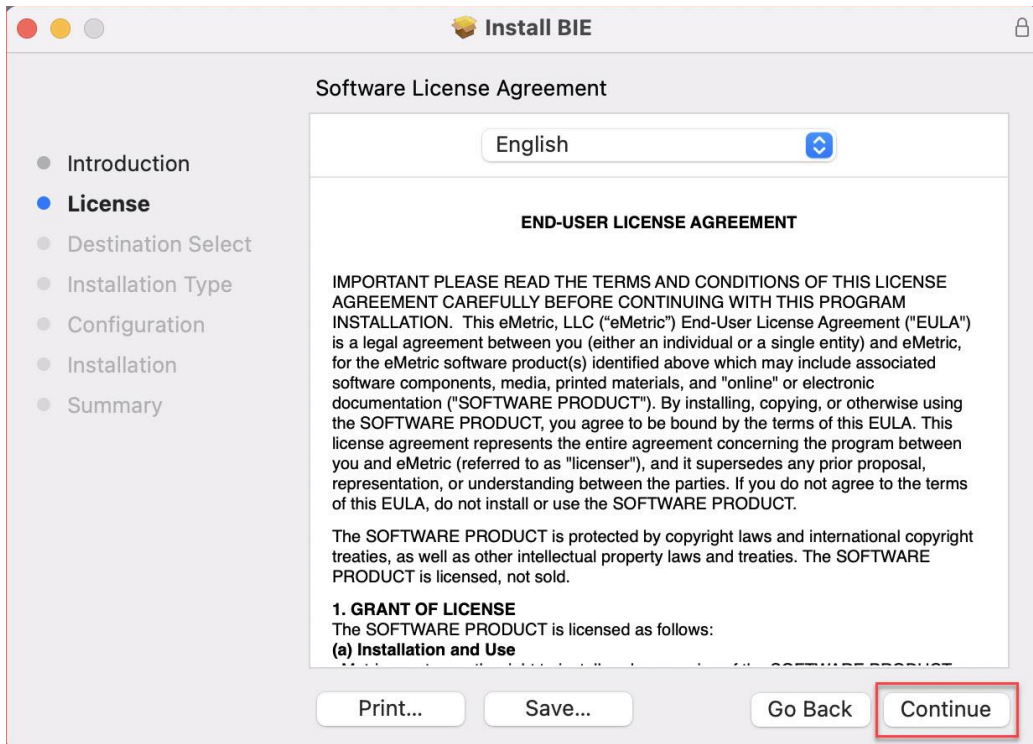 Install BIE
Software License Agreement
English
Introduction
License
Destination Select
Installation Type
Configuration
Installation
Summary
END-USER LICENSE AGREEMENT
IMPORTANT PLEASE READ THE TERMS AND CONDITIONS OF THIS LICENSE
AGREEMENT CAREFULLY BEFORE CONTINUING WITH THIS PROGRAM
INSTALLATION.  This eMetric, LLC (“eMetric”) End-User License Agreement ("EULA")
is a legal agreement between you (either an individual or a single entity) and eMetric,
for the eMetric software product(s) identified above which may include associated
software components, media, printed materials, and "online" or electronic
documentation ("SOFTWARE PRODUCT"). By installing, copying, or otherwise using
the SOFTWARE PRODUCT, you agree to be bound by the terms of this EULA. This
license agreement represents the entire agreement concerning the program between
you and eMetric (referred to as "licenser"), and it supersedes any prior proposal,
representation, or understanding between the parties. If you do not agree to the terms
of this EULA, do not install or use the SOFTWARE PRODUCT.
The SOFTWARE PRODUCT is protected by copyright laws and international copyright
treaties, as well as other intellectual property laws and treaties. The SOFTWARE
PRODUCT is licensed, not sold.
1. GRANT OF LICENSE
The SOFTWARE PRODUCT is licensed as follows:
(a) Installation and Use
Print...
Save...
Go Back
Continue